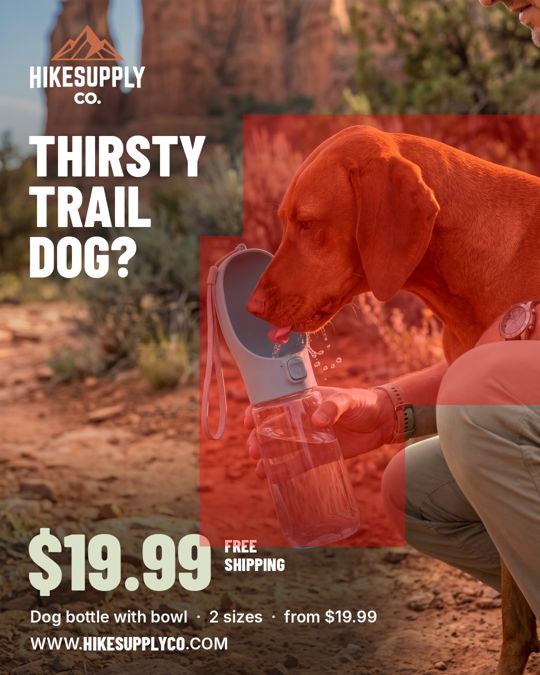 HIKESUPPLY
CO.
THIRSTY
TRAIL
DOG?
$19.99
FREE
SHIPPING
Dog bottle with bowl · 2 sizes · from $19.99
WWW.HIKESUPPLYCO.COM